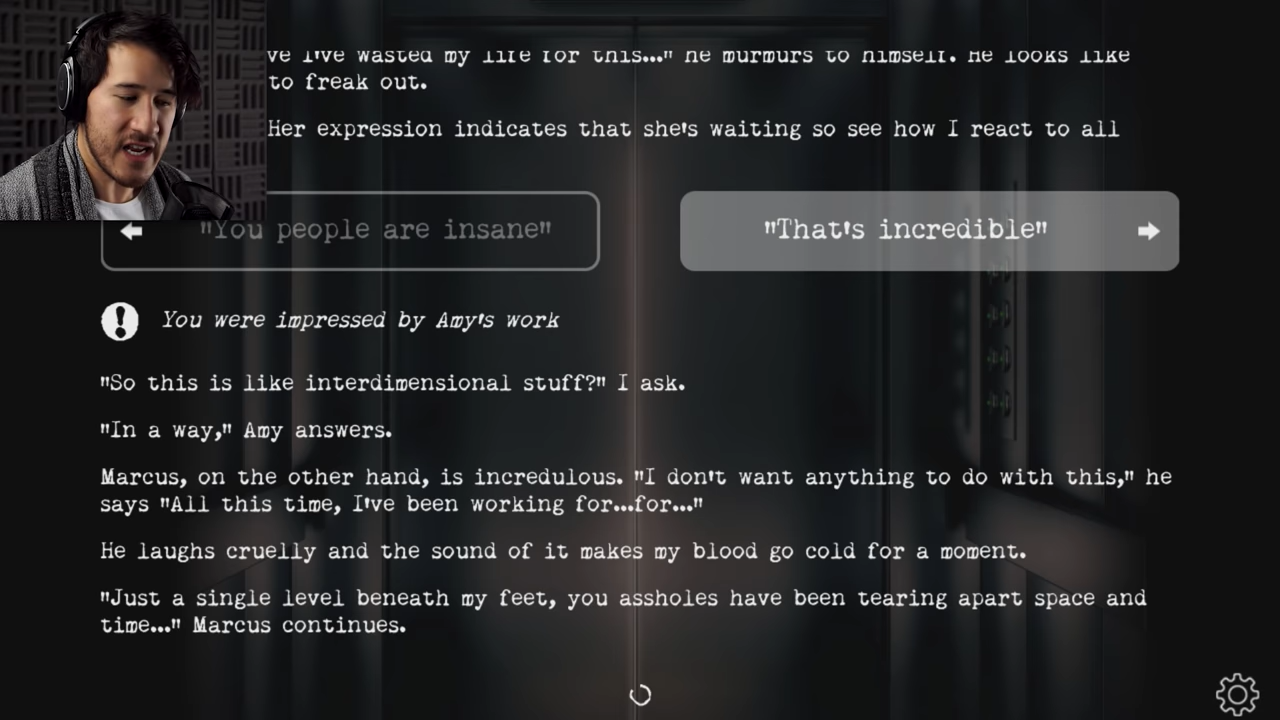 ve I've wasted my life for this..." he murmurs to himself. He looks like
to freak out.
Her expression indicates that she's waiting so see how I react to all
"You people are insane"
"That's incredible"
You were impressed by Amy's work
"So this is like interdimensional stuff?" I ask.
"In a way," Amy answers.
Marcus, on the other hand, is incredulous. "I don't want anything to do with this," he
says "All this time, I've been working for...for..."
He laughs cruelly and the sound of it makes my blood go cold for a moment.
"Just a single level beneath my feet, you assholes have been tearing apart space and
time..." Marcus continues.